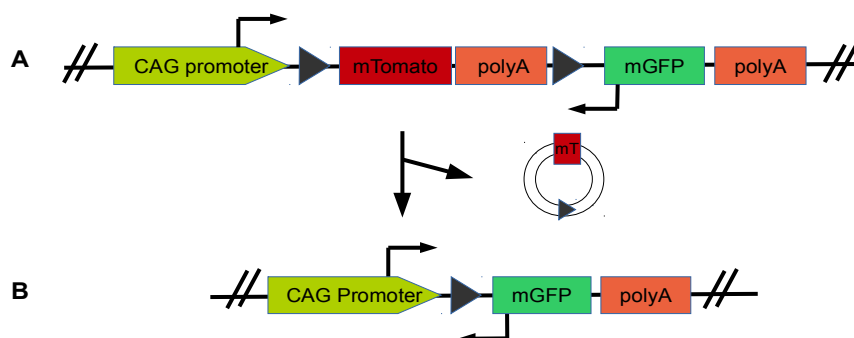 A
CAG promoter
mTomato
polyA
mGFP
polyA
mT
B
CAG Promoter
mGFP
polyA